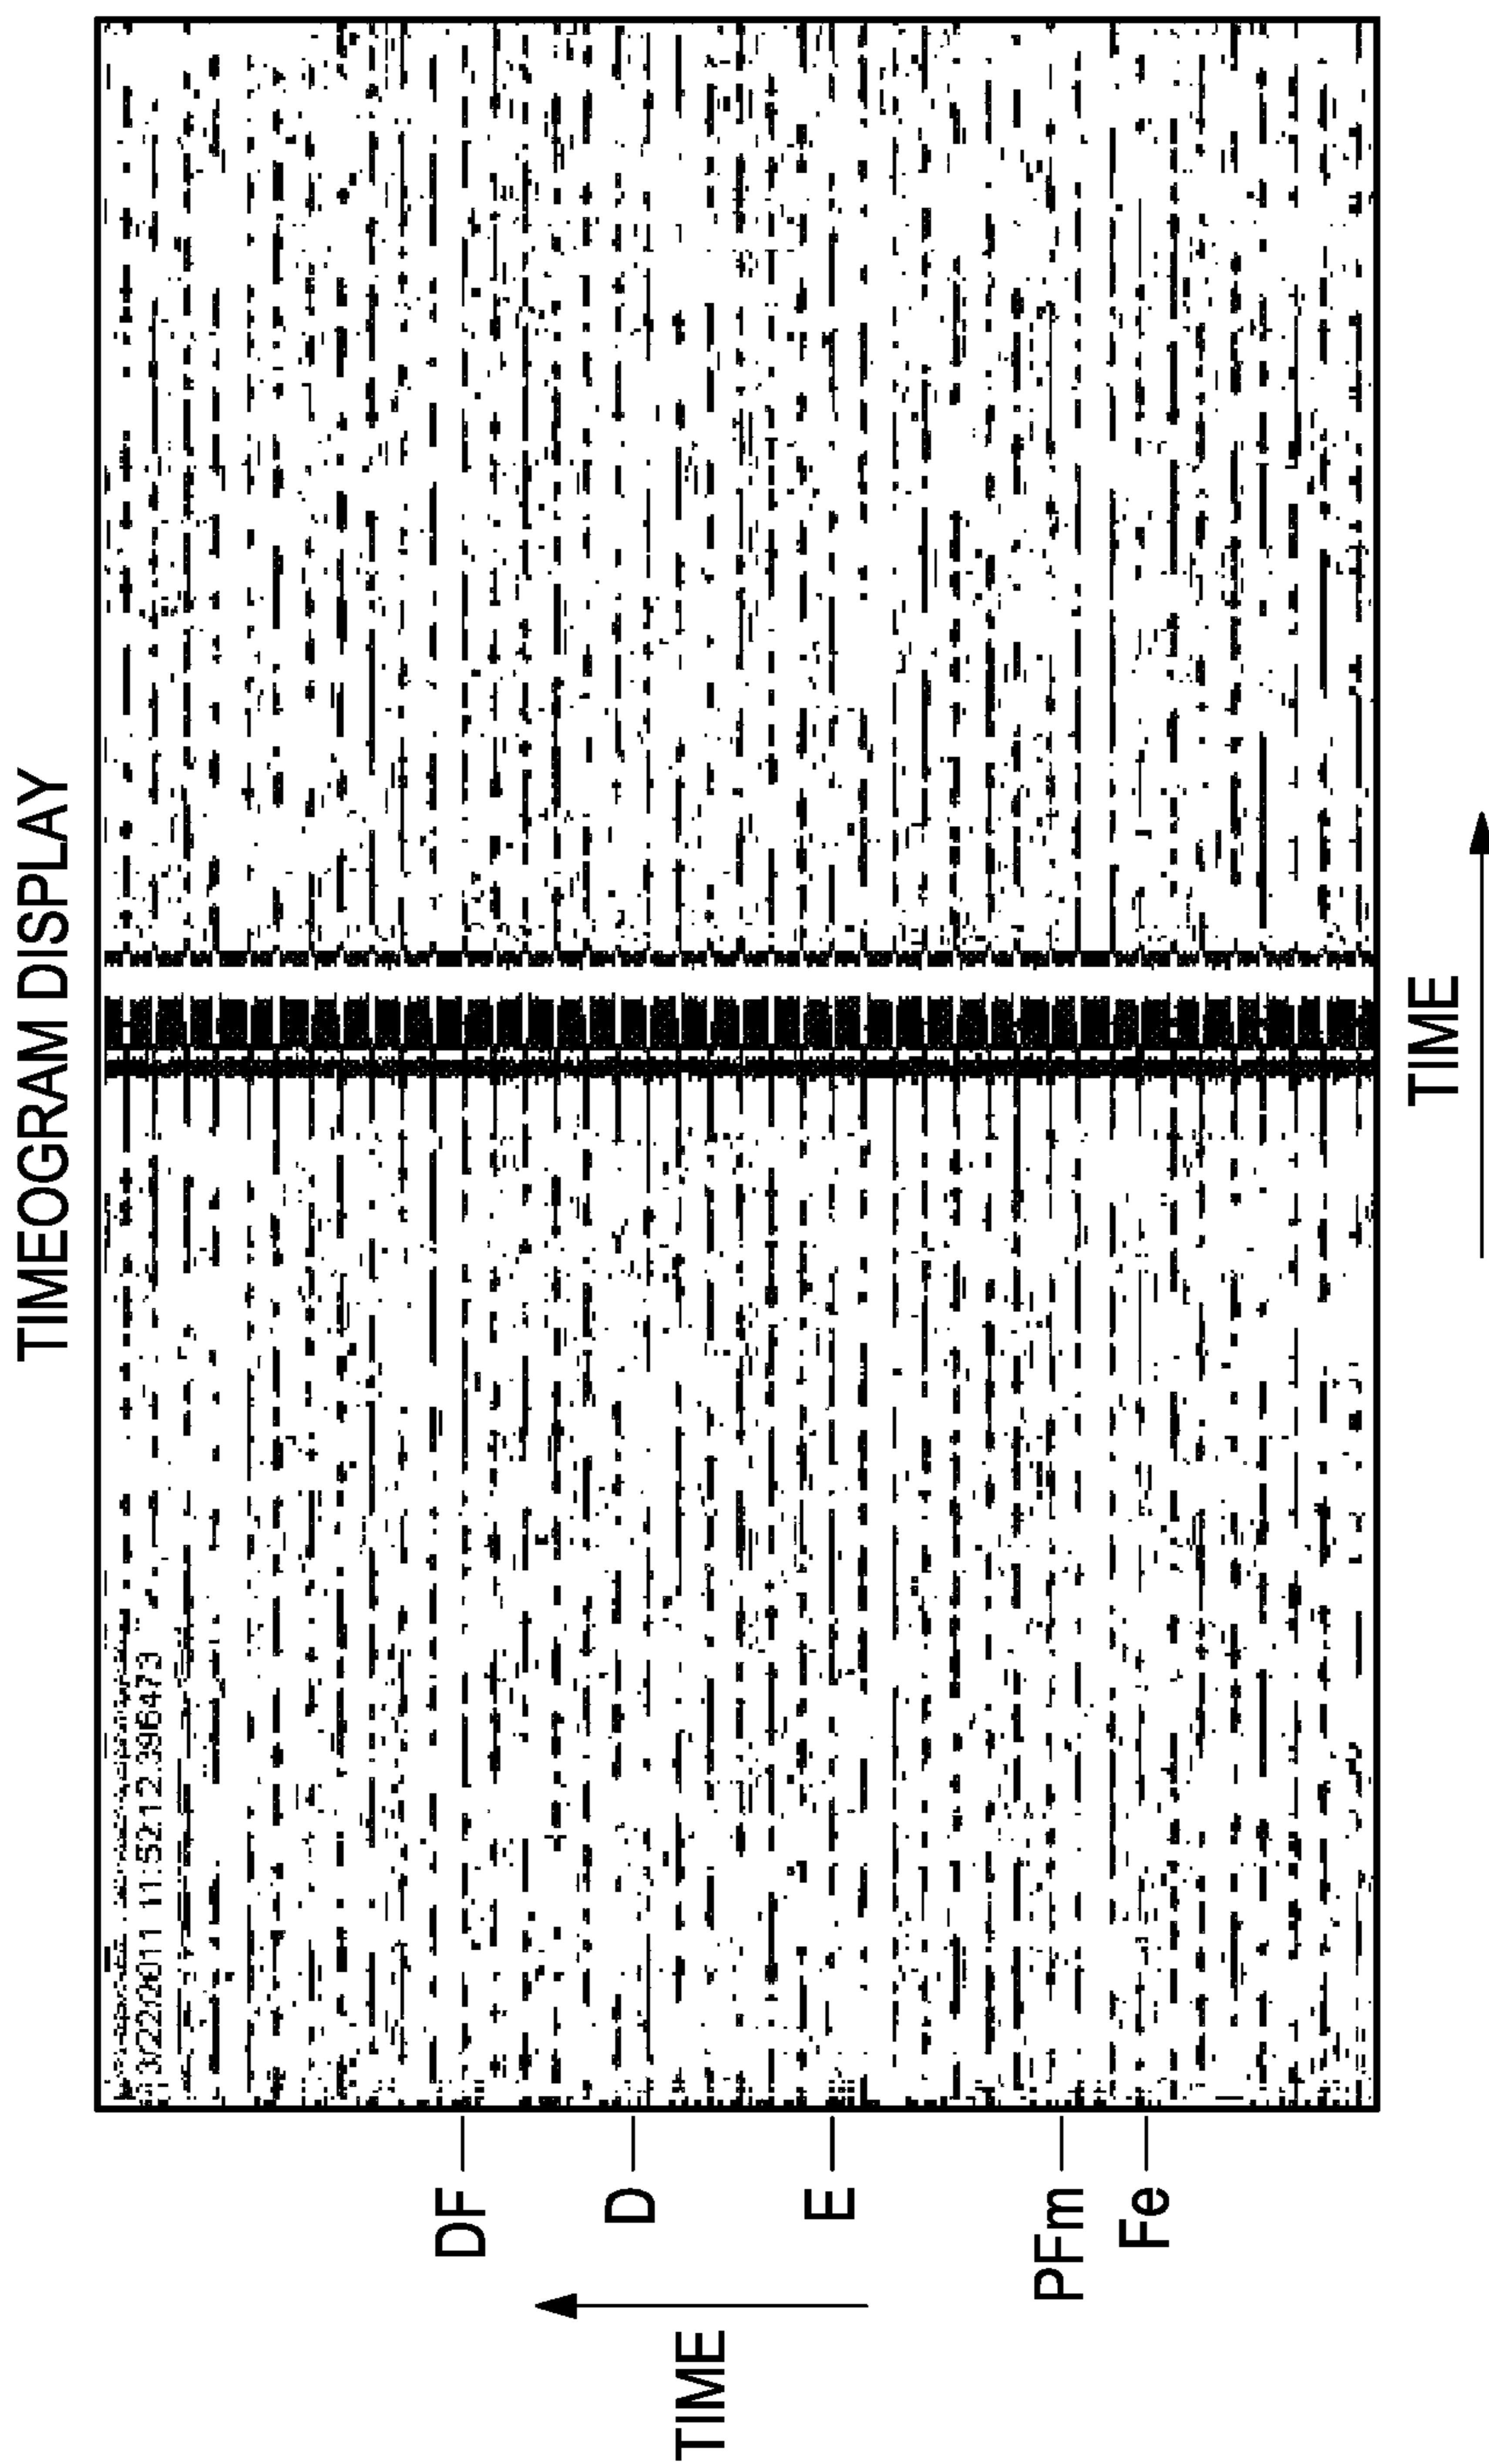 TIMEOGRAM DISPLAY
3/22/2011 11:52:12.396473
DF
D
E
PFm
Fe
TIME
TIME